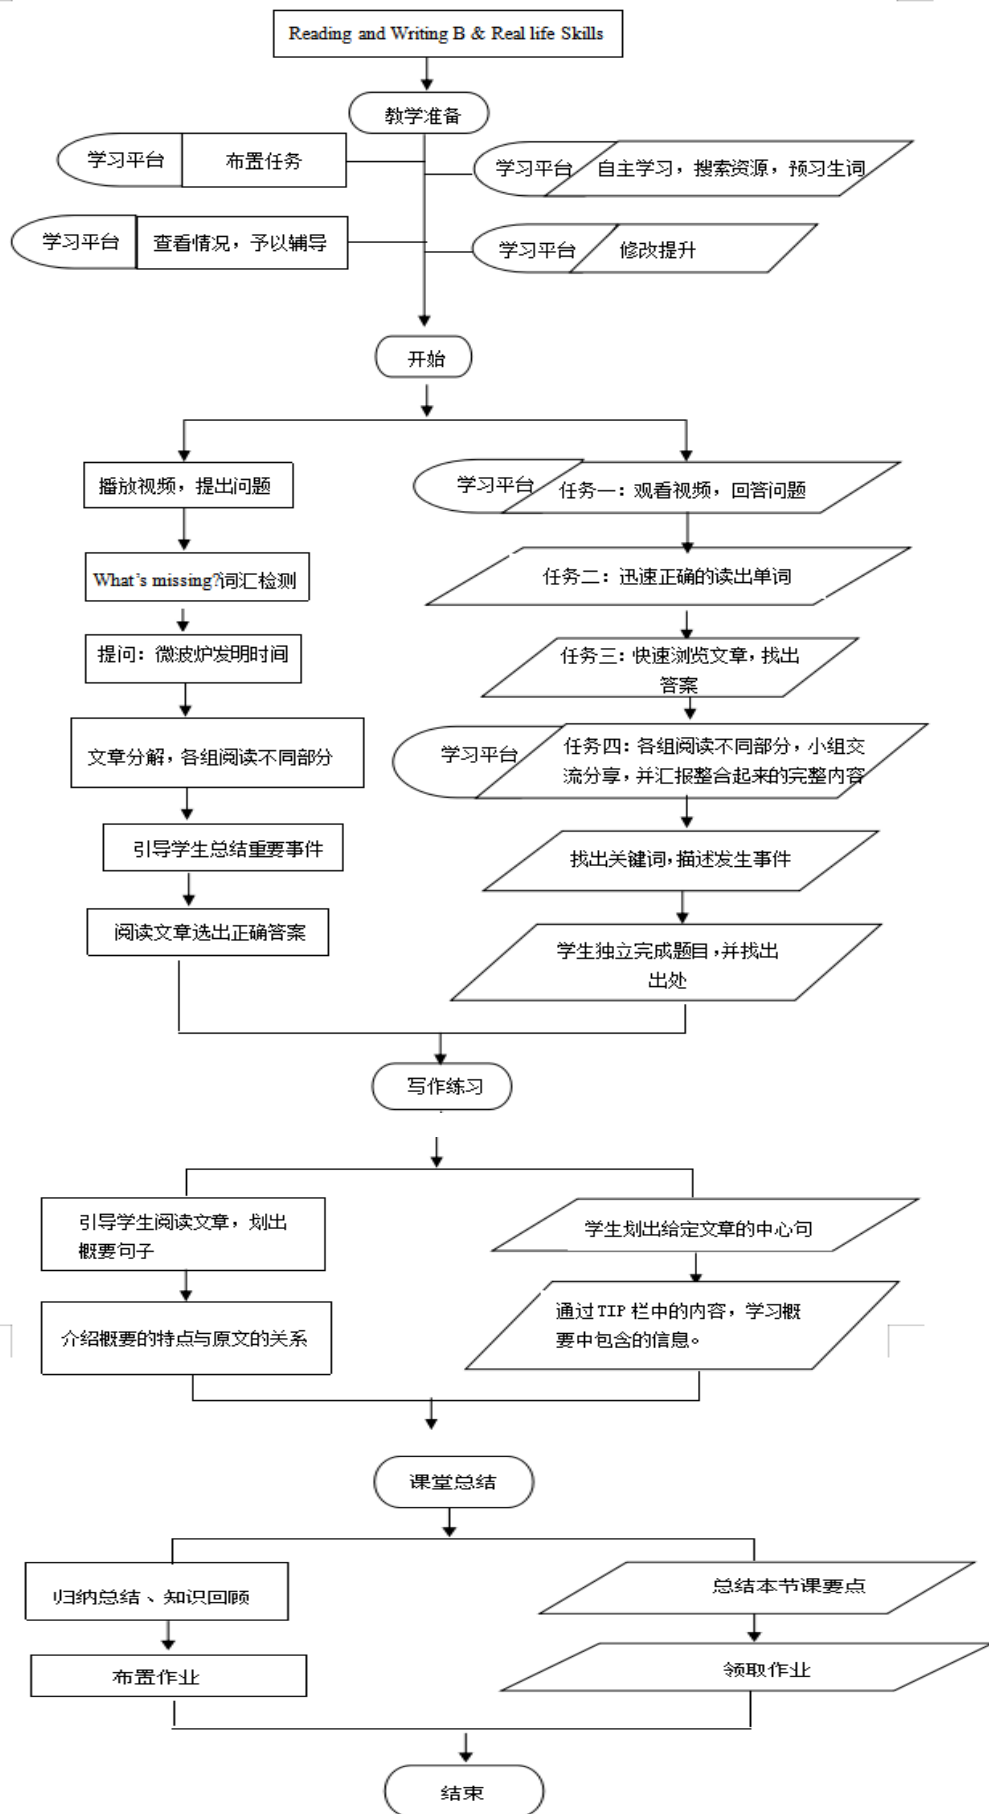 Reading and Writing B & Real life Skills
教学准备
学习平台 布置任务
学习平台 自主学习，搜索资源，预习生词
学习平台 查看情况，予以辅导
学习平台 修改提升
开始
播放视频，提出问题
学习平台 任务一：观看视频，回答问题
What's missing?词汇检测
任务二：迅速正确的读出单词
提问：微波炉发明时间
任务三：快速浏览文章，找出
答案
文章分解，各组阅读不同部分
学习平台 任务四：各组阅读不同部分，小组交
流分享，并汇报整合起来的完整内容
引导学生总结重要事件
找出关键词，描述发生事件
阅读文章选出正确答案
学生独立完成题目，并找出
出处
写作练习
引导学生阅读文章，划出
概要句子
学生划出给定文章的中心句
介绍概要的特点与原文的关系
通过 TIP 栏中的内容，学习概
要中包含的信息。
课堂总结
归纳总结、知识回顾
总结本节课要点
布置作业
领取作业
结束